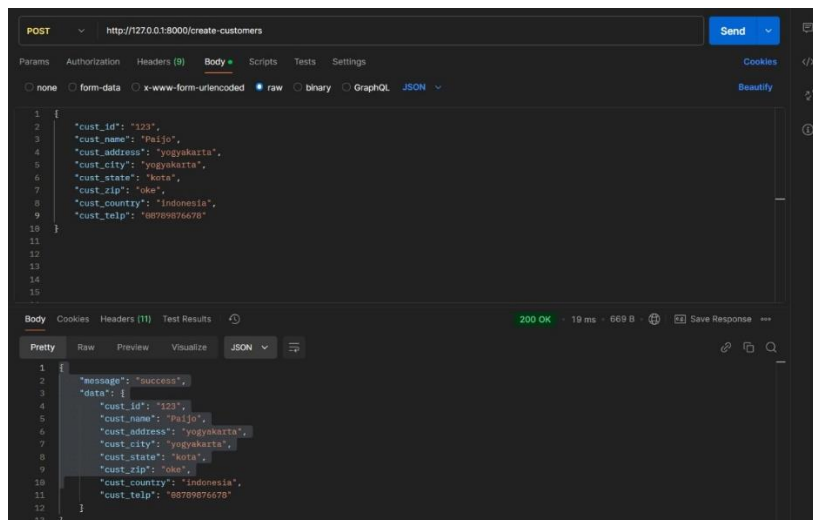 POST http://127.0.0.1:8000/create-customers Send
Params Authorization Headers (9) Body Scripts Tests Settings Cookies
none form-data x-www-form-urlencoded raw binary GraphQL JSON Beautify
1 {
2 "cust_id": "123",
3 "cust_name": "Paijo",
4 "cust_address": "yogyakarta",
5 "cust_city": "yogyakarta",
6 "cust_state": "kota",
7 "cust_zip": "oke",
8 "cust_country": "indonesia",
9 "cust_telp": "08789876678"
10 }
11
12
13
14
15
Body Cookies Headers (11) Test Results 200 OK 19 ms 669 B Save Response
Pretty Raw Preview Visualize JSON
1 {
2 "message": "success",
3 "data": {
4 "cust_id": "123",
5 "cust_name": "Paijo",
6 "cust_address": "yogyakarta",
7 "cust_city": "yogyakarta",
8 "cust_state": "kota",
9 "cust_zip": "oke",
10 "cust_country": "indonesia",
11 "cust_telp": "08789876678"
12 }